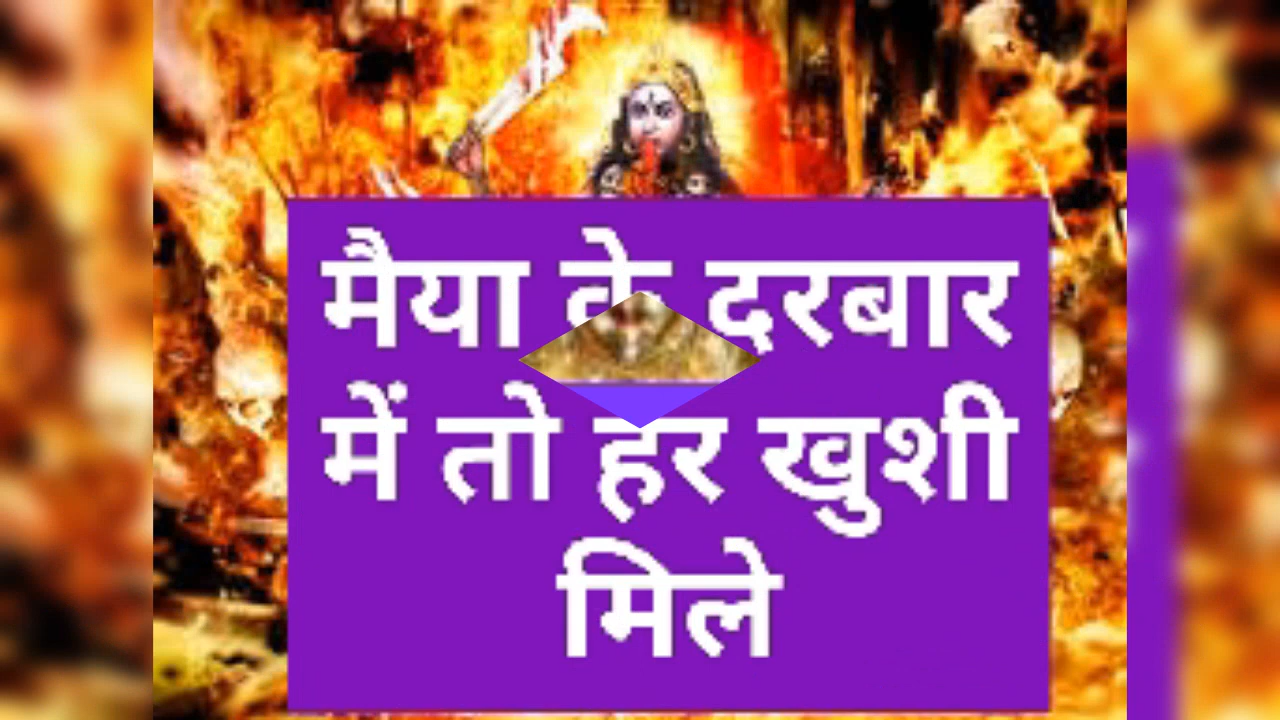 मैया के दरबार
में तो हर खुशी
मिले